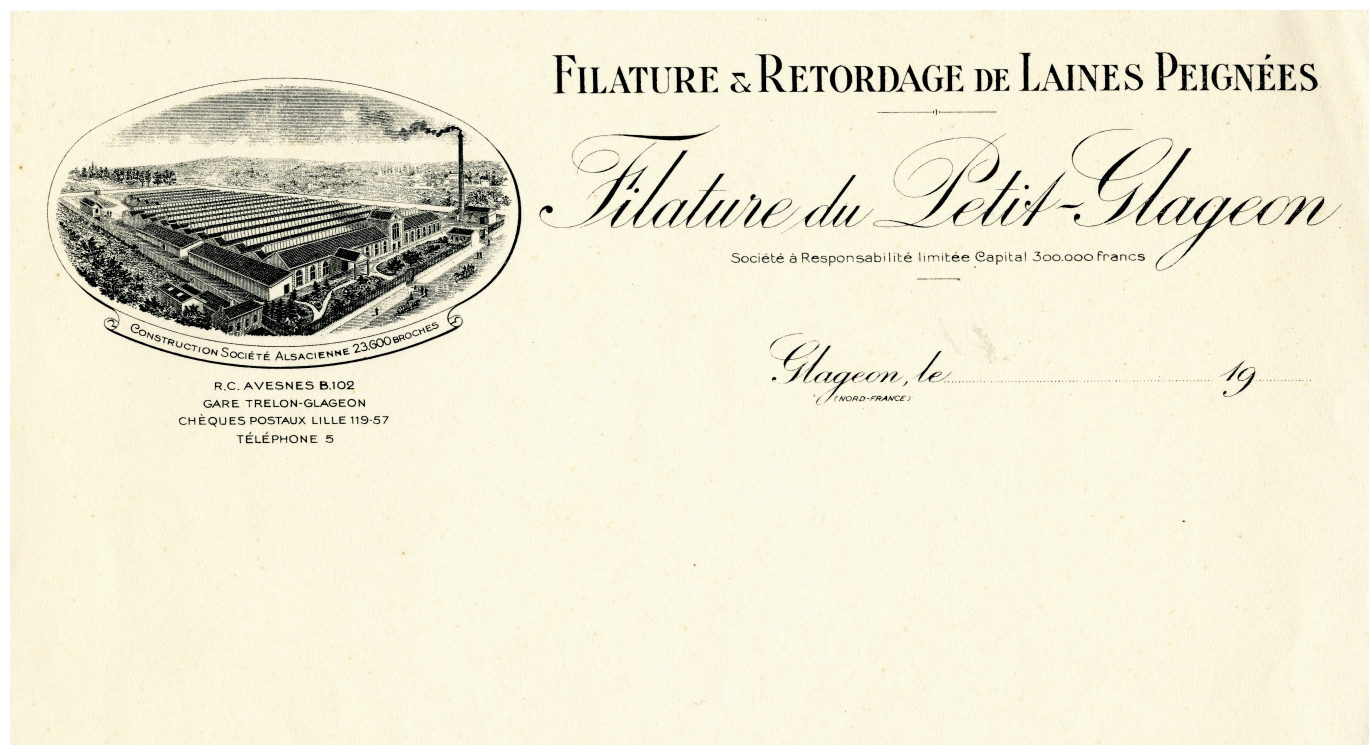 FILATURE & RETORDAGE DE LAINES PEIGNÉES
Filature du Petit-Glageon
Société à Responsabilité limitée Capital 300.000 francs
CONSTRUCTION SOCIÉTÉ ALSACIENNE 23.600 BROCHES
R.C. AVESNES B.102
GARE TRELON-GLAGEON
CHÈQUES POSTAUX LILLE 119-57
TÉLÉPHONE 5
Glageon, le 19
(NORD-FRANCE)